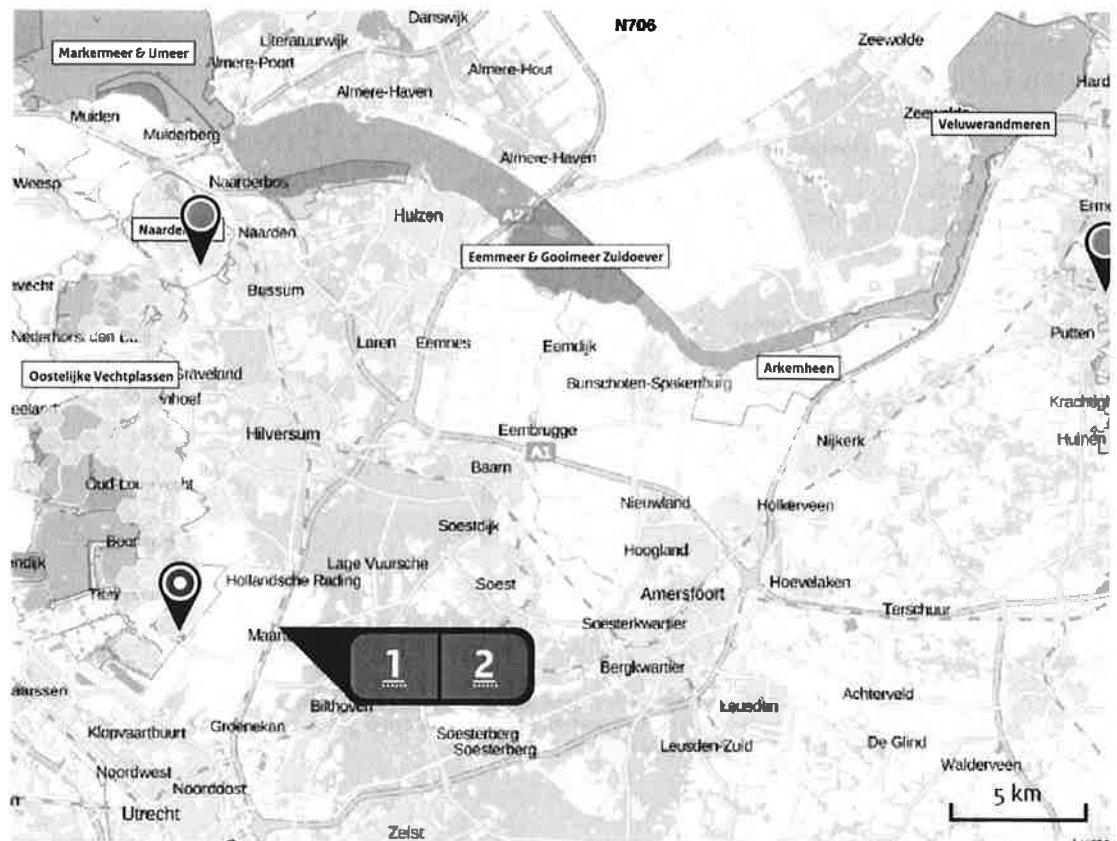 Danswijk
N706
Literatuurwijk
Zeewolde
Markermeer & IJmeer
Almere-Poort
Almere-Hout
Almere-Haven
Muiden
Muiderberg
Veluwerandmeren
Almere-Haven
Weesp
Naarderbos
Huizen
A27
Naarden
Eemmeer & Gooimeer Zuidoever
Bussum
Putten
Laren
Eemnes
Eemdijk
Oostelijke Vechtplassen
Arkemheen
Bunschoten-Spakenburg
Hilversum
Eembrugge
A1
Nijkerk
Hulnen
Baarn
Nieuwland
Holkerveen
Soestdijk
Hoogland
Lage Vuursche
Hollandsche Rading
Soest
Amersfoort
Hoevelaken
Terschuur
Soesterkwartier
1 2
Bergkwartier
Bilthoven
Leusden
Achterveld
Groenekan
Klopvaartbuurt
Soesterberg
Soesterberg
Leusden-Zuid
De Glind
Noordwest
Walderveen
Noordoost
Utrecht
5 km
Zeist